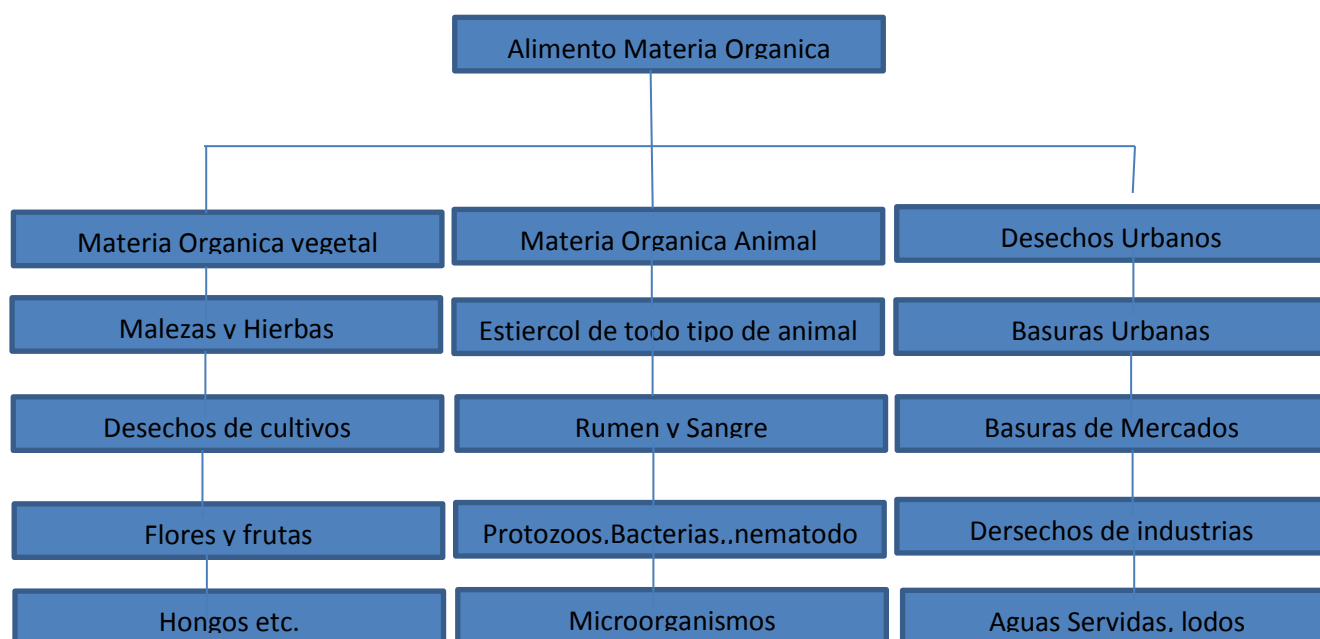 Alimento Materia Organica
Materia Organica vegetal
Materia Organica Animal
Desechos Urbanos
Malezas y Hierbas
Estiercol de todo tipo de animal
Basuras Urbanas
Desechos de cultivos
Rumen y Sangre
Basuras de Mercados
Flores y frutas
Protozoos,Bacterias,,nematodo
Dersechos de industrias
Hongos etc.
Microorganismos
Aguas Servidas, lodos